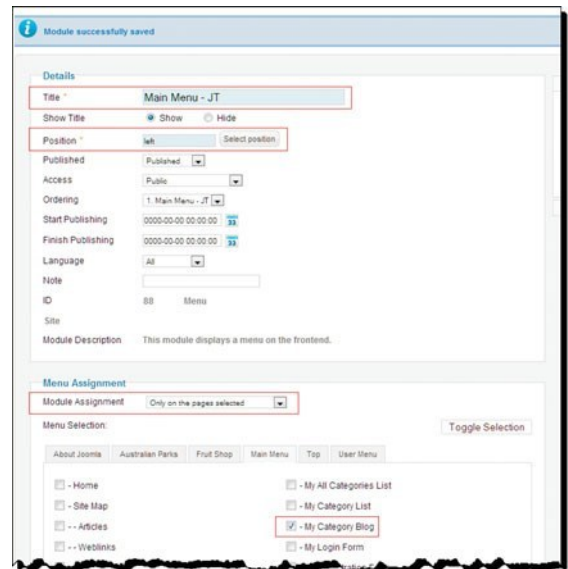 Module successfully saved
Details
Title * Main Menu - JT
Show Title Show Hide
Position * left Select position
Published Published
Access Public
Ordering 1. Main Menu - JT
Start Publishing 0000-00-00 00:00:00 23
Finish Publishing 0000-00-00 00:00:00 23
Language All
Note
ID 88 Menu
Site
Module Description This module displays a menu on the frontend.
Menu Assignment
Module Assignment Only on the pages selected
Menu Selection: Toggle Selection
About Joomla Australian Parks Fruit Shop Main Menu Top User Menu
- Home - My All Categories List
- Site Map - My Category List
- - Articles - My Category Blog
- - Weblinks - My Login Form